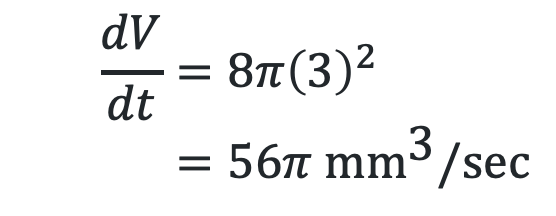 dV/dt = 8π(3)²
= 56π mm³/sec